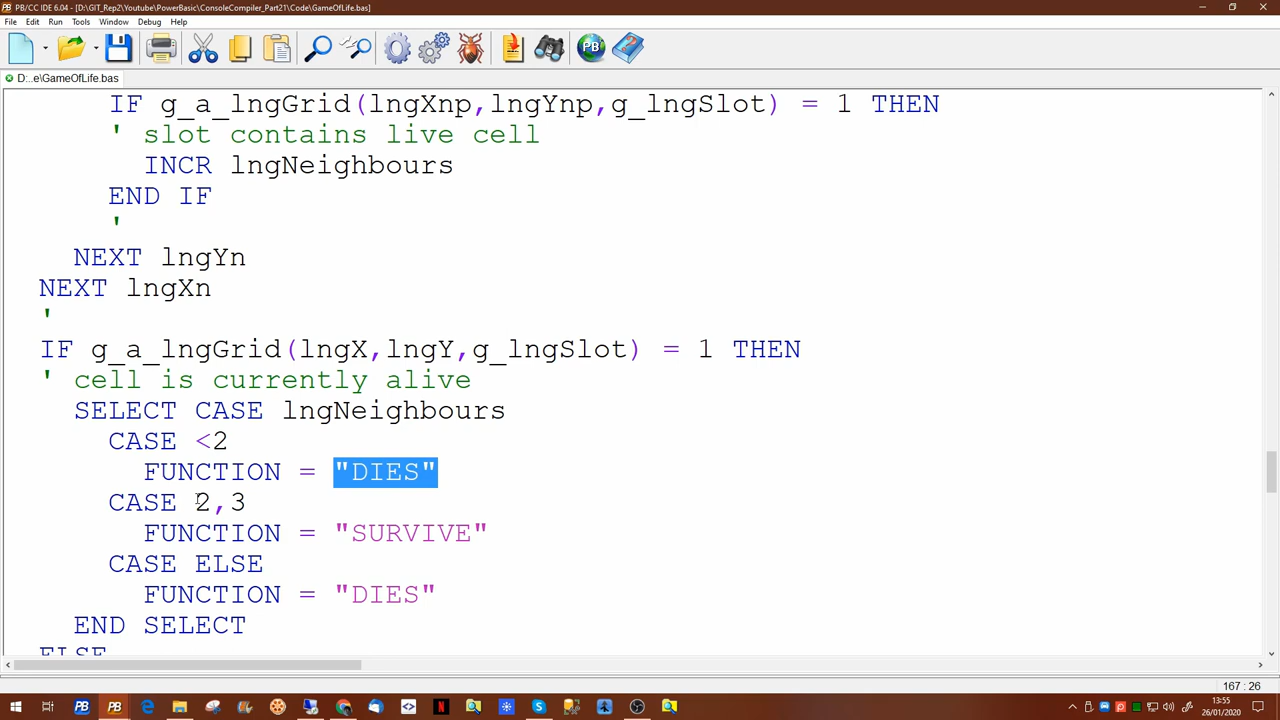 PB/CC IDE 6.04 - [D:\GIT_Rep2\Youtube\PowerBasic\ConsoleCompiler_Part21\Code\GameOfLife.bas]
File Edit Run Tools Window Debug Help
PB
D:..e\GameOfLife.bas
IF g_a_lngGrid(lngXnp,lngYnp,g_lngSlot) = 1 THEN
' slot contains live cell
INCR lngNeighbours
END IF
'
NEXT lngYn
NEXT lngXn
'
IF g_a_lngGrid(lngX,lngY,g_lngSlot) = 1 THEN
' cell is currently alive
SELECT CASE lngNeighbours
CASE <2
FUNCTION = "DIES"
CASE 2,3
FUNCTION = "SURVIVE"
CASE ELSE
FUNCTION = "DIES"
END SELECT
ELSE
167 : 26
PB PB
13:55
26/01/2020